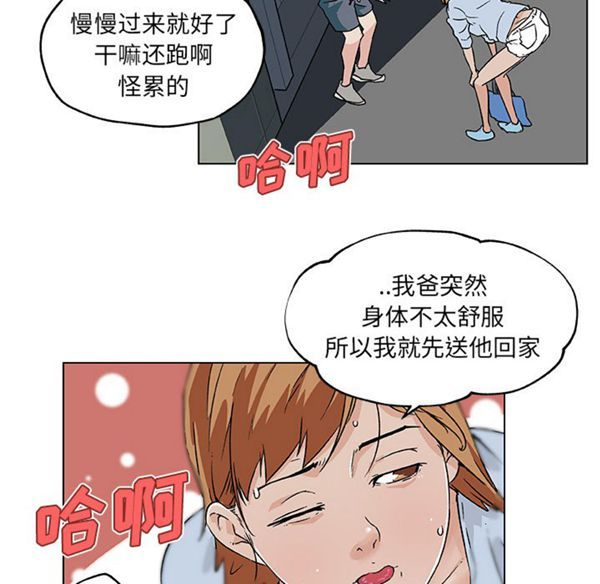 慢慢过来就好了
干嘛还跑啊
怪累的
哈啊
..我爸突然
身体不太舒服
所以我就先送他回家
哈啊